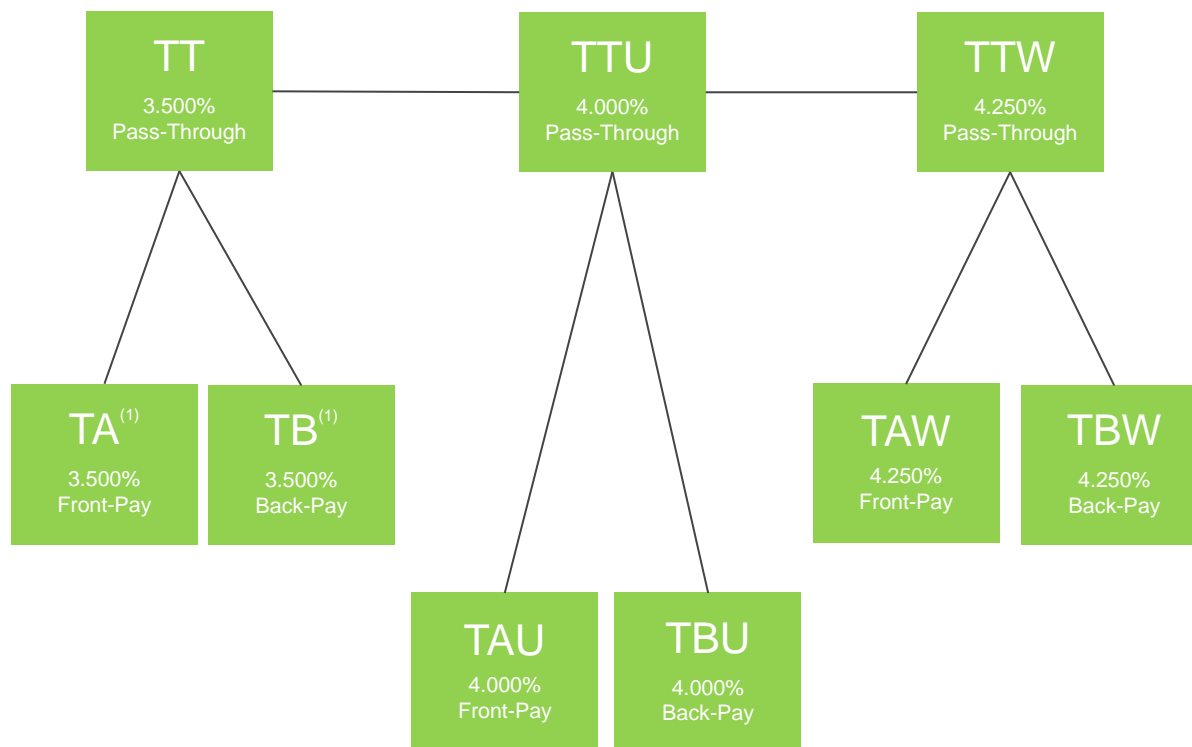 TT
3.500%
Pass-Through
TTU
4.000%
Pass-Through
TTW
4.250%
Pass-Through
TA(1)
3.500%
Front-Pay
TB(1)
3.500%
Back-Pay
TAW
4.250%
Front-Pay
TBW
4.250%
Back-Pay
TAU
4.000%
Front-Pay
TBU
4.000%
Back-Pay